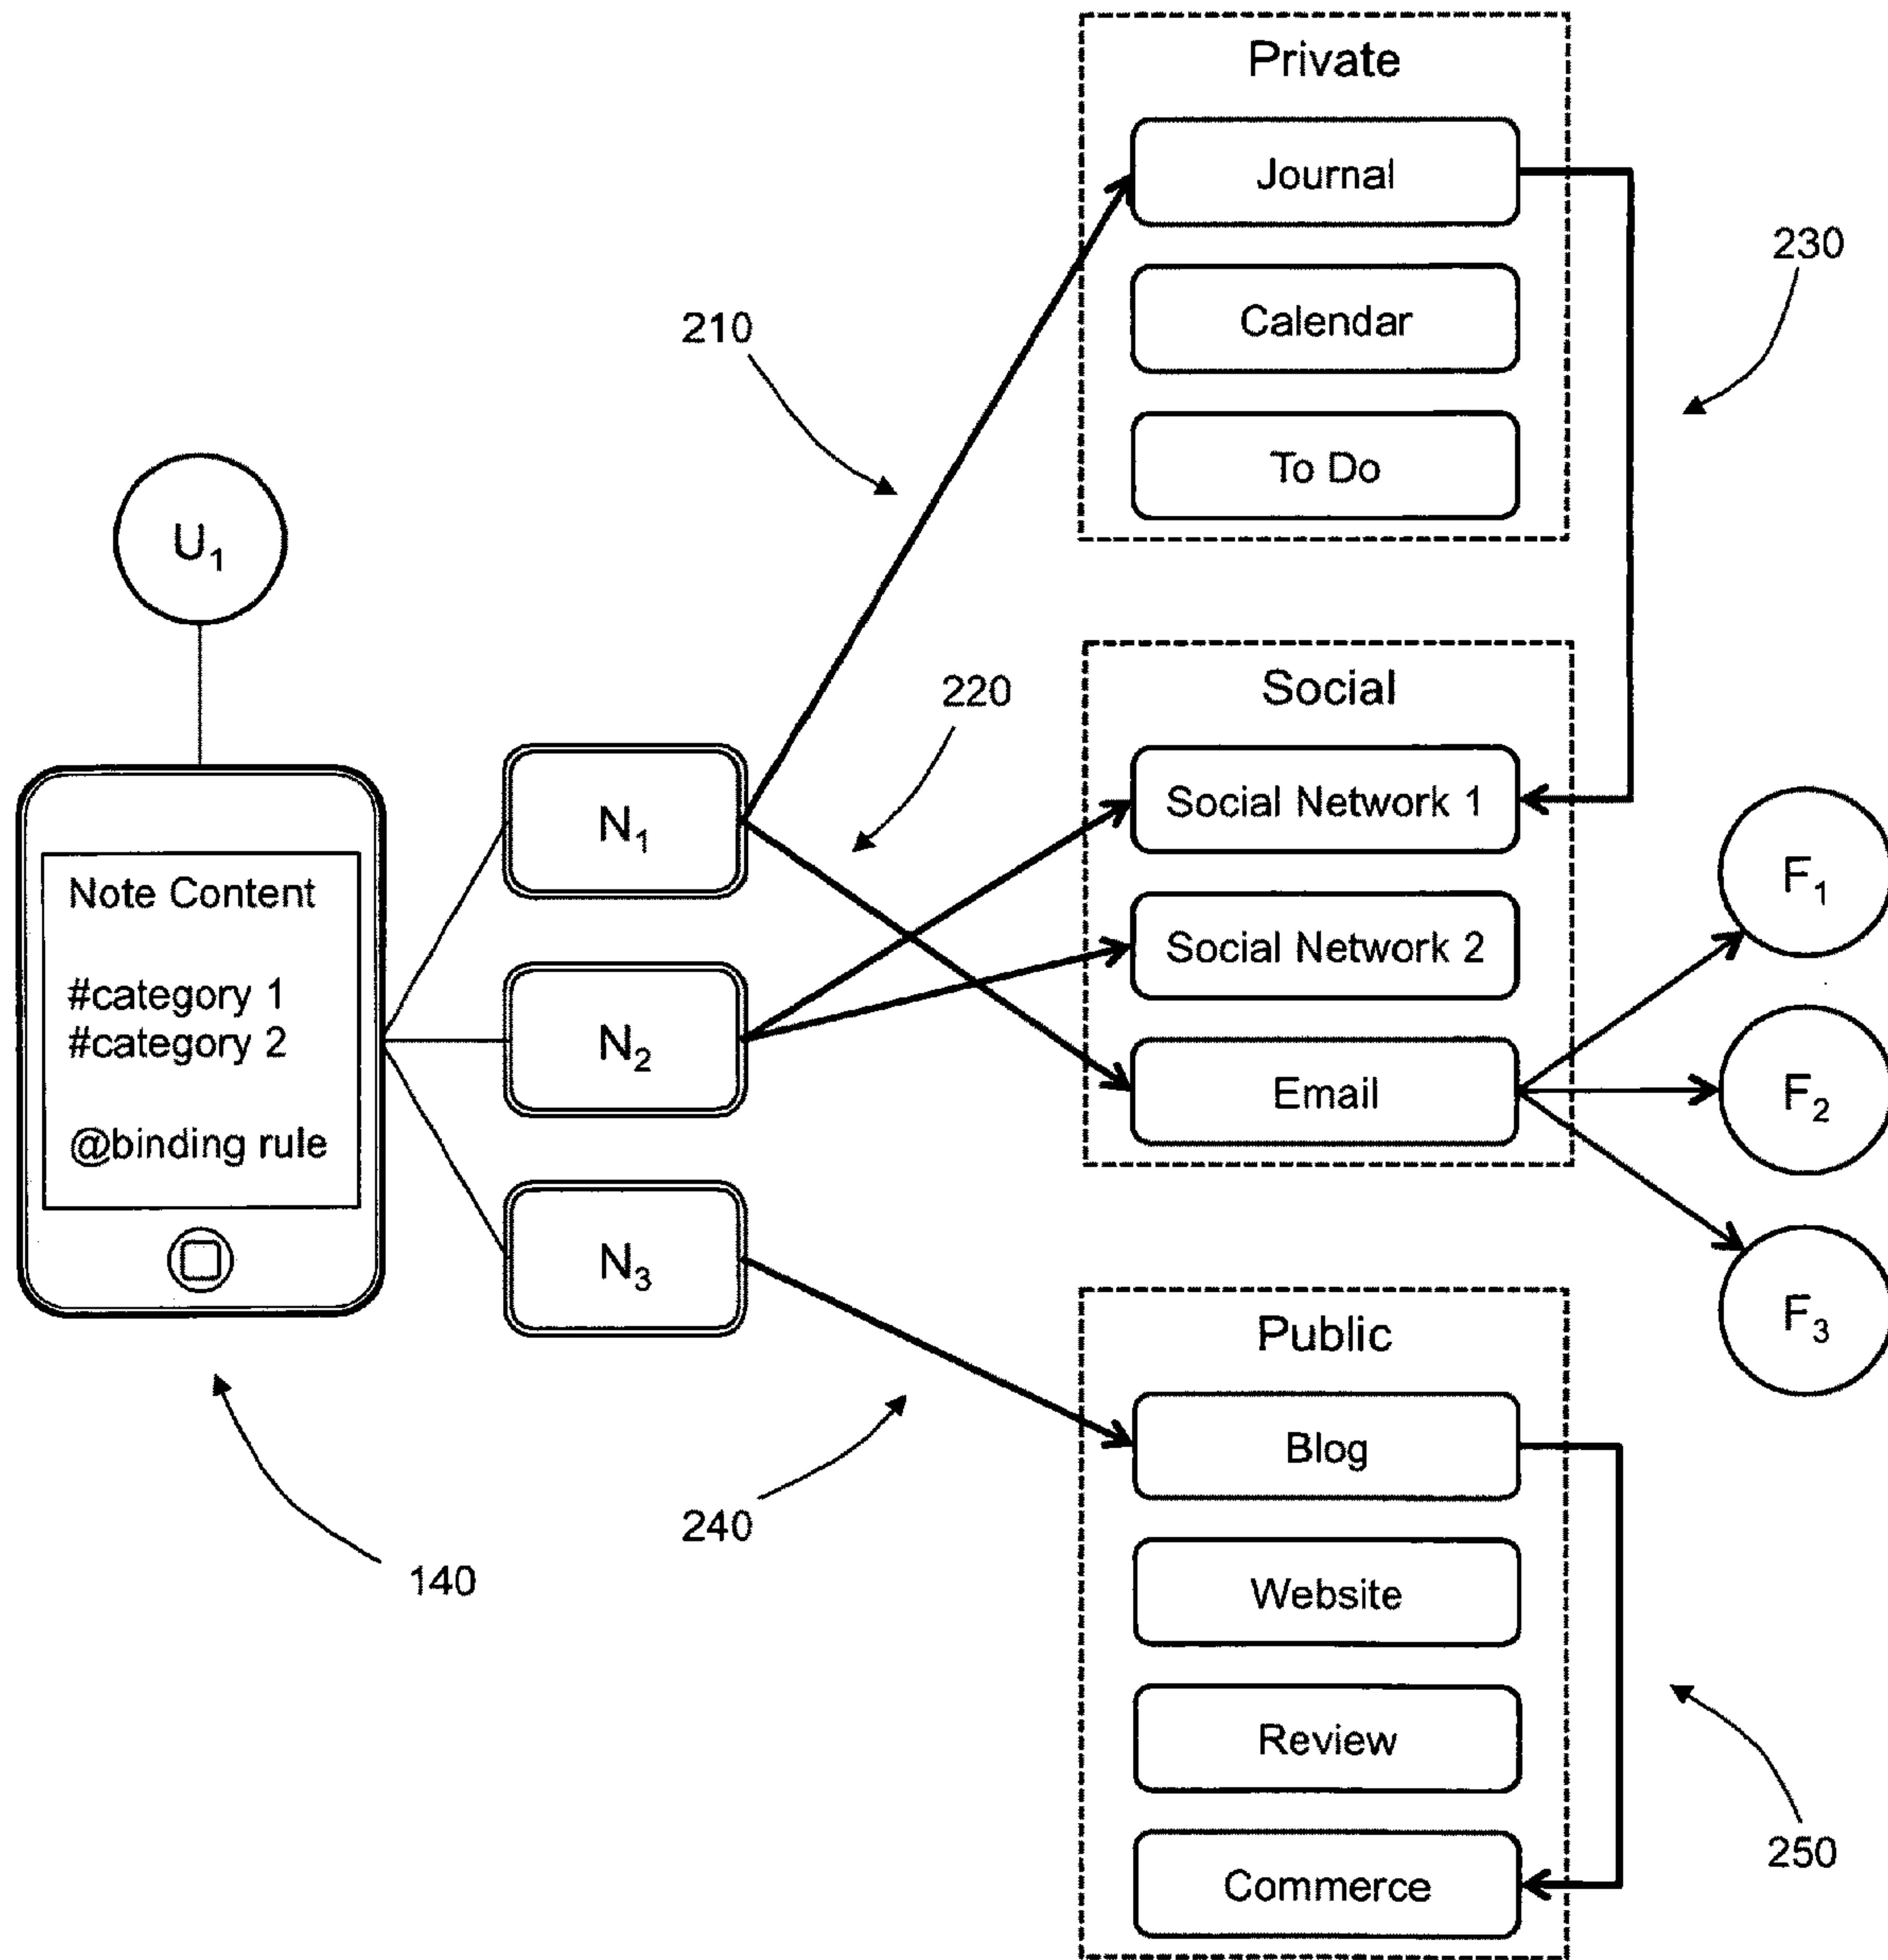 Private
Journal
Calendar
To Do
230
210
U₁
220
Social
Social Network 1
Social Network 2
Email
N₁
N₂
N₃
Note Content
#category 1
#category 2
@binding rule
F₁
F₂
F₃
Public
Blog
Website
Review
Commerce
240
140
250